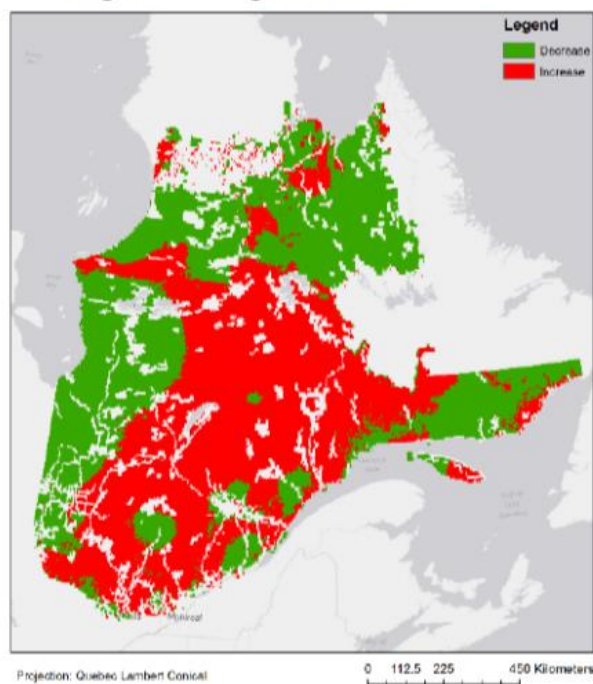 Legend
Decrease
Increase
Montreal
Projection: Quebec Lambert Conical
0 112.5 225 450 Kilometers